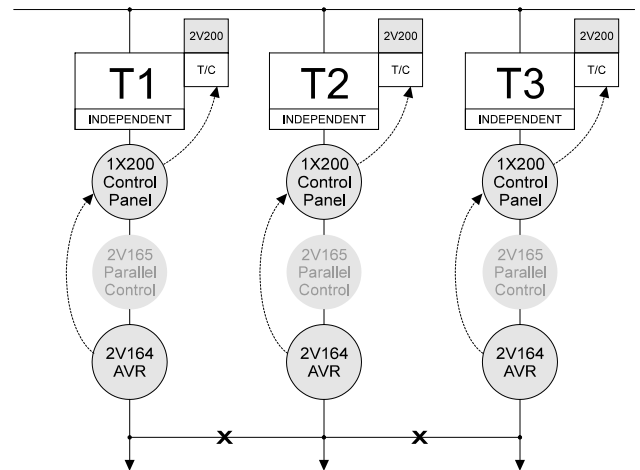 2V200
2V200
2V200
T1
T/C
T2
T/C
T3
T/C
INDEPENDENT
INDEPENDENT
INDEPENDENT
1X200
Control
Panel
1X200
Control
Panel
1X200
Control
Panel
2V165
Parallel
Control
2V165
Parallel
Control
2V165
Parallel
Control
2V164
AVR
2V164
AVR
2V164
AVR
X
X